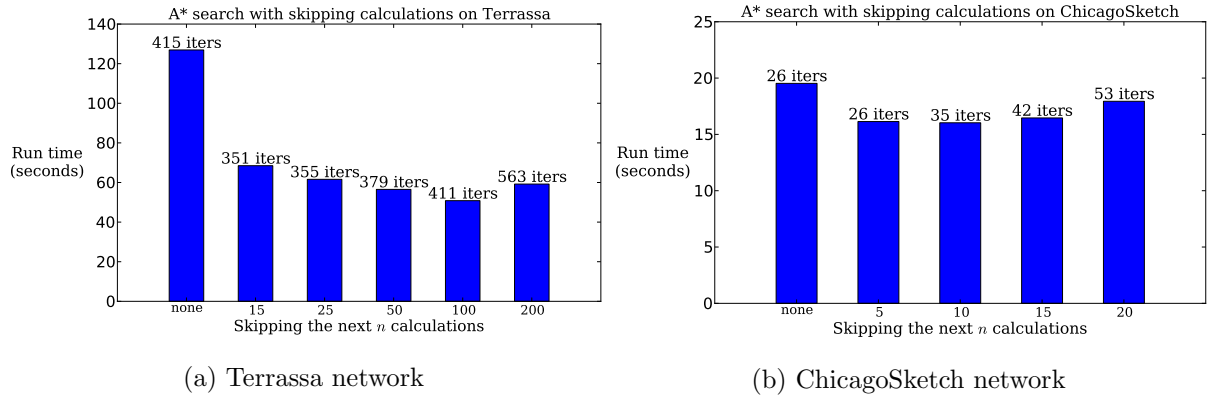 A* search with skipping calculations on Terrassa
140
120
100
80
60
40
20
0
Run time
(seconds)
415 iters
351 iters
355 iters
379 iters
411 iters
563 iters
none
15
25
50
100
200
Skipping the next n calculations
(a) Terrassa network
A* search with skipping calculations on ChicagoSketch
25
20
15
10
5
0
Run time
(seconds)
26 iters
26 iters
35 iters
42 iters
53 iters
none
5
10
15
20
Skipping the next n calculations
(b) ChicagoSketch network